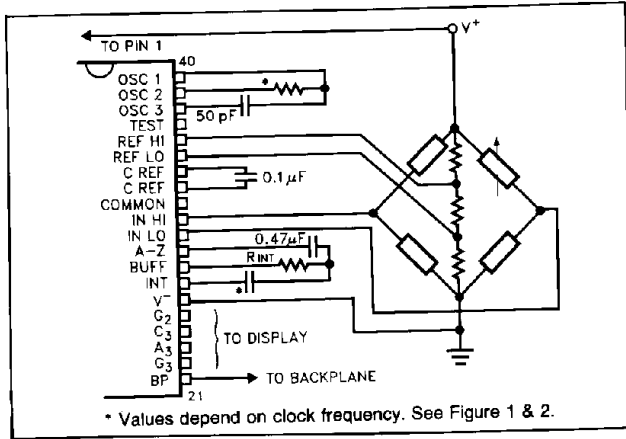 V+
TO PIN 1
40
OSC 1
*
OSC 2
OSC 3
50 pF
TEST
REF HI
REF LO
C REF
0.1µF
C REF
COMMON
IN HI
IN LO
0.47µF
A-Z
RINT
BUFF
INT
*
V−
G2
C3
TO DISPLAY
A3
G3
BP
TO BACKPLANE
21
* Values depend on clock frequency. See Figure 1 & 2.